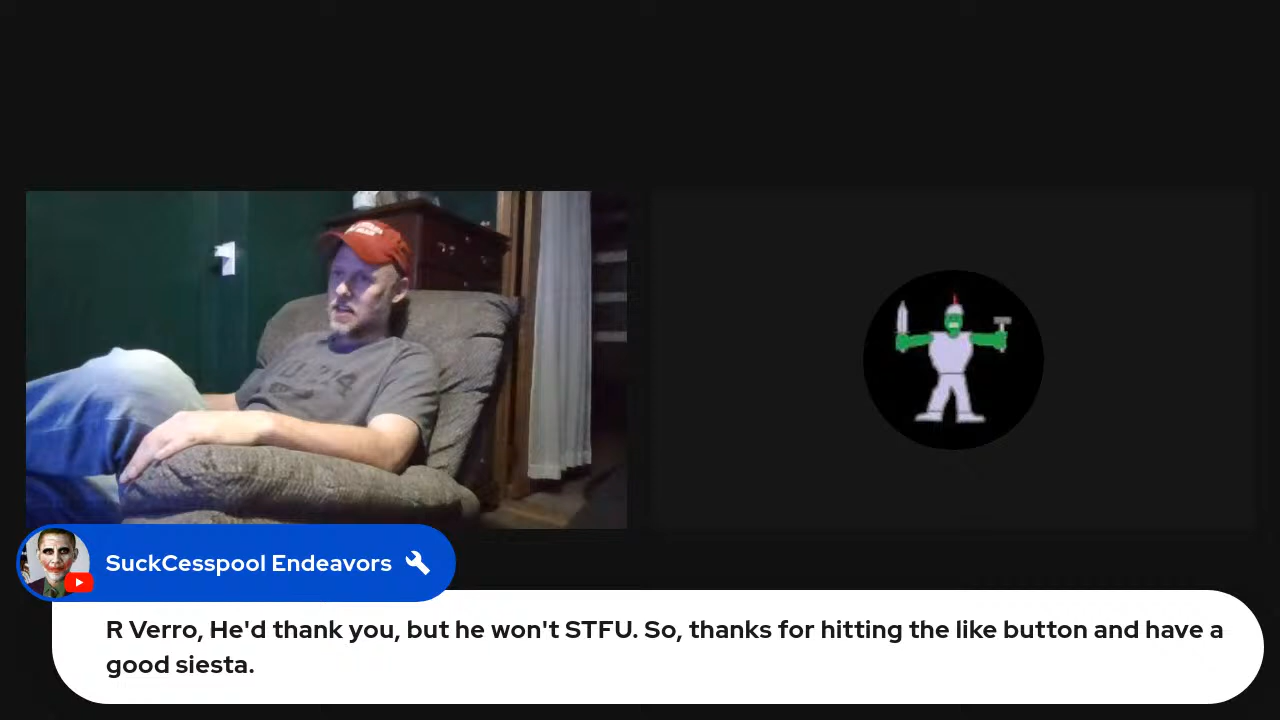 SuckCesspool Endeavors
R Verro, He'd thank you, but he won't STFU. So, thanks for hitting the like button and have a
good siesta.